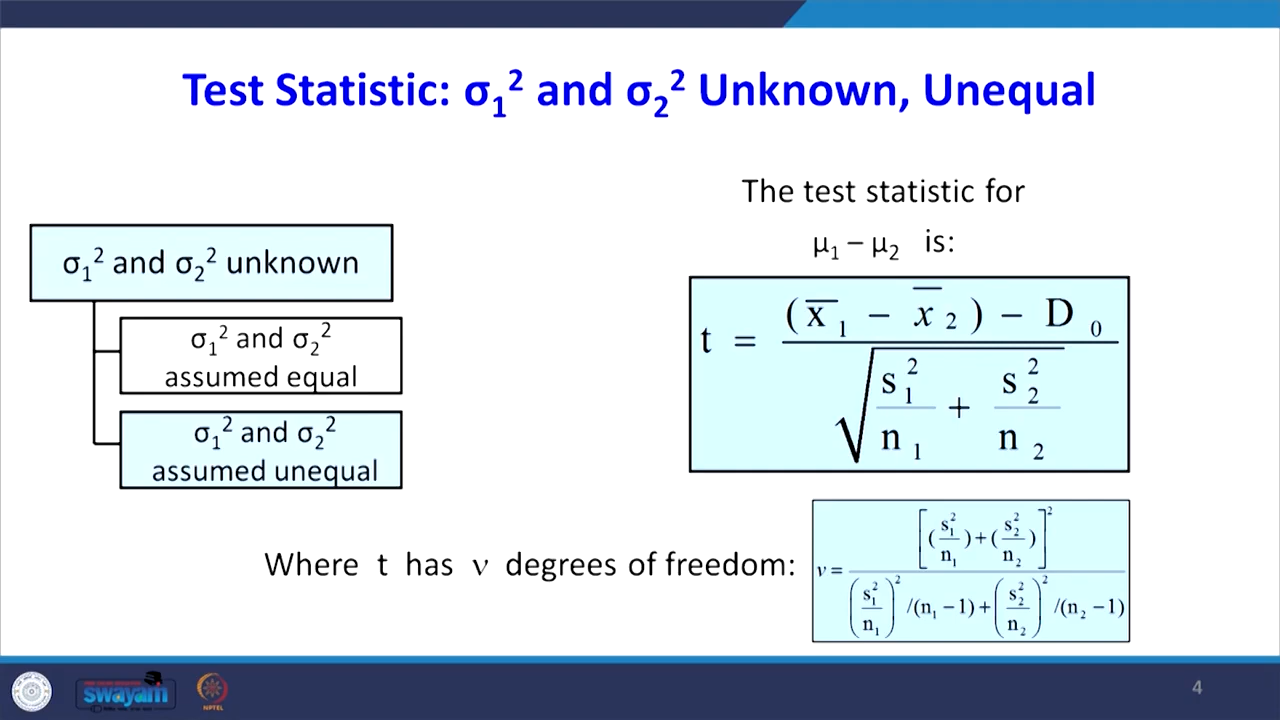 Test Statistic: σ₁² and σ₂² Unknown, Unequal
σ₁² and σ₂² unknown
σ₁² and σ₂²
assumed equal
σ₁² and σ₂²
assumed unequal
The test statistic for
μ₁ – μ₂ is:
t = ((x̄₁ − x̄₂) − D₀) / √(s₁²/n₁ + s₂²/n₂)
Where t has ν degrees of freedom:
ν = [(s₁²/n₁)+(s₂²/n₂)]² / ((s₁²/n₁)²/(n₁−1)+(s₂²/n₂)²/(n₂−1))
swayam
NPTEL
4